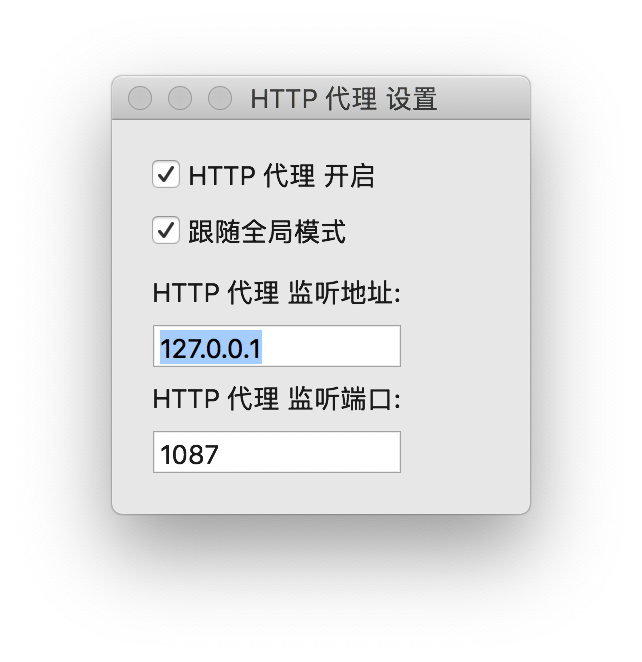 HTTP 代理 设置
HTTP 代理 开启
跟随全局模式
HTTP 代理 监听地址:
127.0.0.1
HTTP 代理 监听端口:
1087